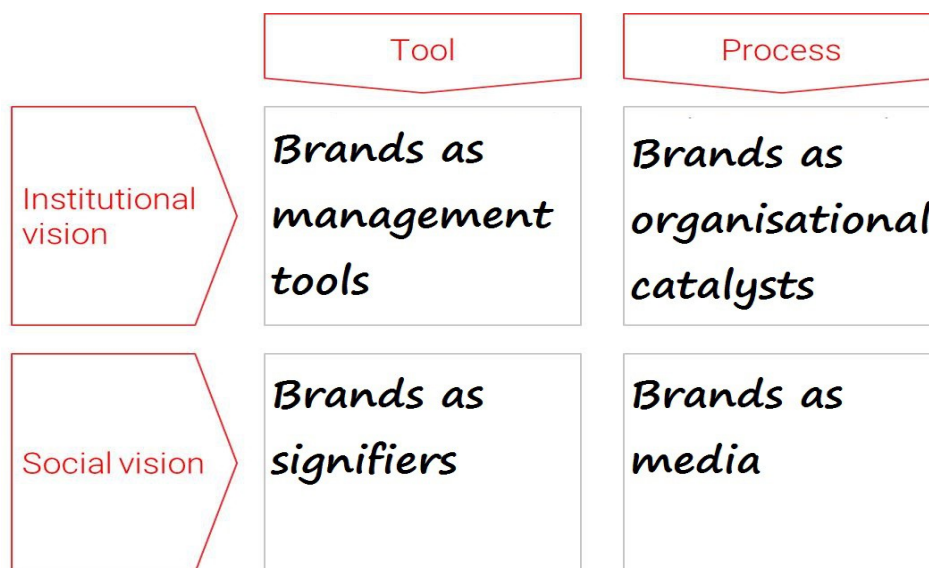 Tool
Process
Institutional
vision
Brands as
management
tools
Brands as
organisational
catalysts
Social vision
Brands as
signifiers
Brands as
media